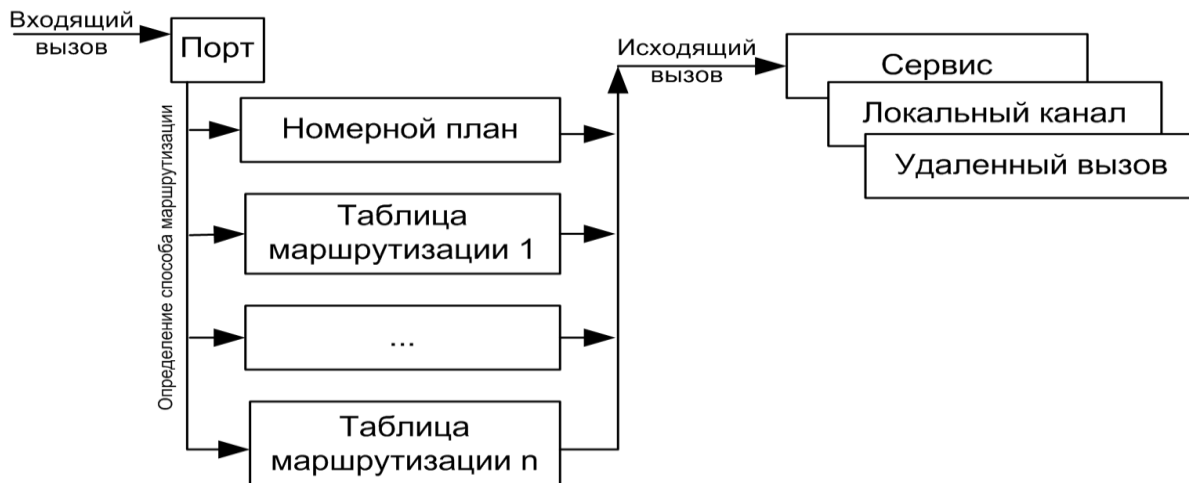 Входящий
вызов
Порт
Определение способа маршрутизации
Номерной план
Таблица
маршрутизации 1
...
Таблица
маршрутизации n
Исходящий
вызов
Сервис
Локальный канал
Удаленный вызов